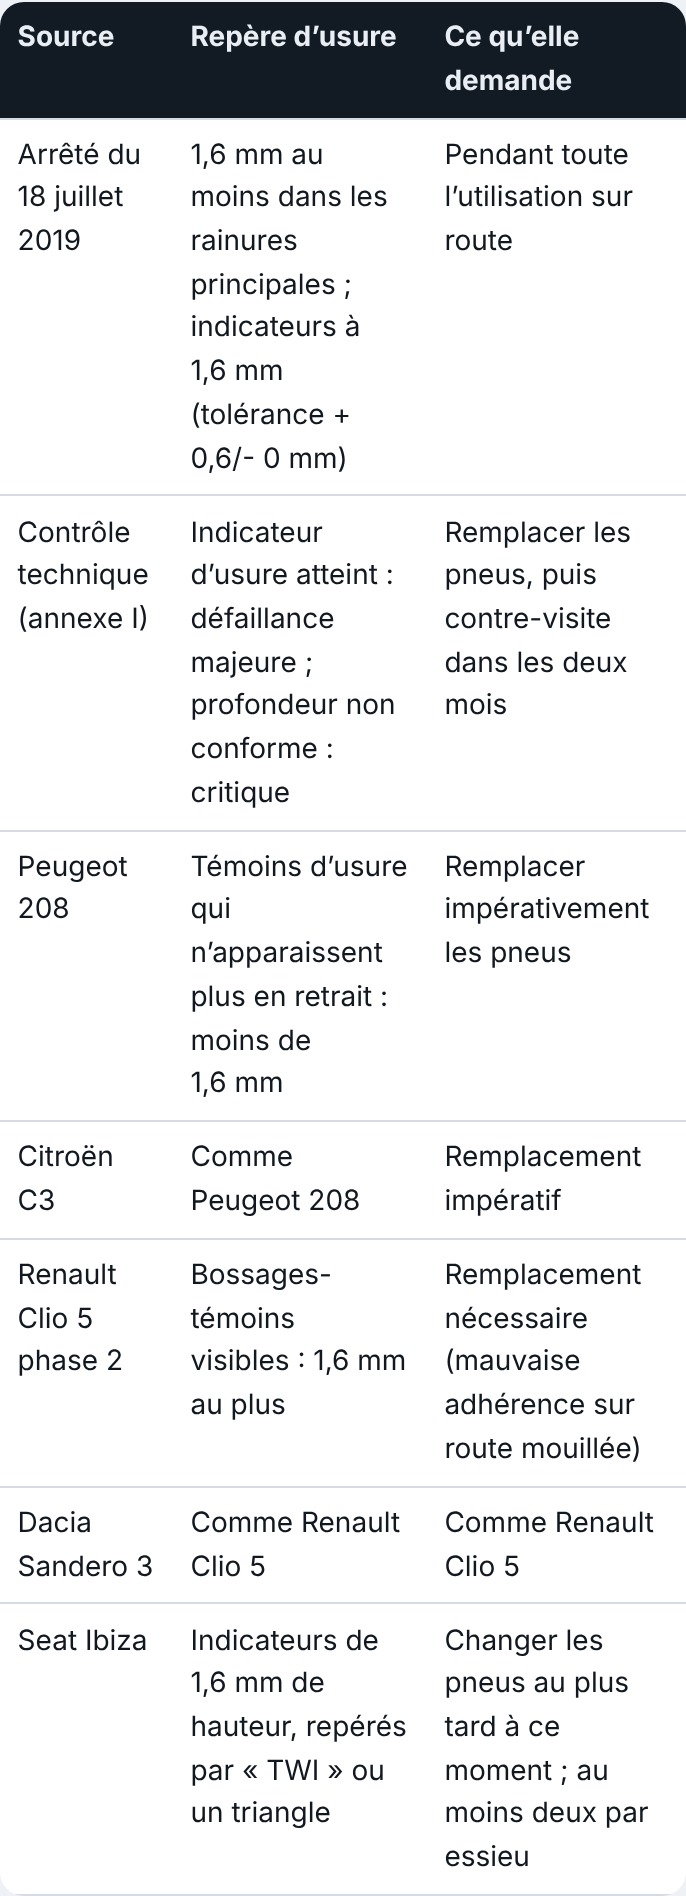 Source
Repère d’usure
Ce qu’elle
demande
Arrêté du
18 juillet
2019
1,6 mm au
moins dans les
rainures
principales ;
indicateurs à
1,6 mm
(tolérance +
0,6/- 0 mm)
Pendant toute
l’utilisation sur
route
Contrôle
technique
(annexe I)
Indicateur
d’usure atteint :
défaillance
majeure ;
profondeur non
conforme :
critique
Remplacer les
pneus, puis
contre-visite
dans les deux
mois
Peugeot
208
Témoins d’usure
qui
n’apparaissent
plus en retrait :
moins de
1,6 mm
Remplacer
impérativement
les pneus
Citroën
C3
Comme
Peugeot 208
Remplacement
impératif
Renault
Clio 5
phase 2
Bossages-
témoins
visibles : 1,6 mm
au plus
Remplacement
nécessaire
(mauvaise
adhérence sur
route mouillée)
Dacia
Sandero 3
Comme Renault
Clio 5
Comme Renault
Clio 5
Seat Ibiza
Indicateurs de
1,6 mm de
hauteur, repérés
par « TWI » ou
un triangle
Changer les
pneus au plus
tard à ce
moment ; au
moins deux par
essieu